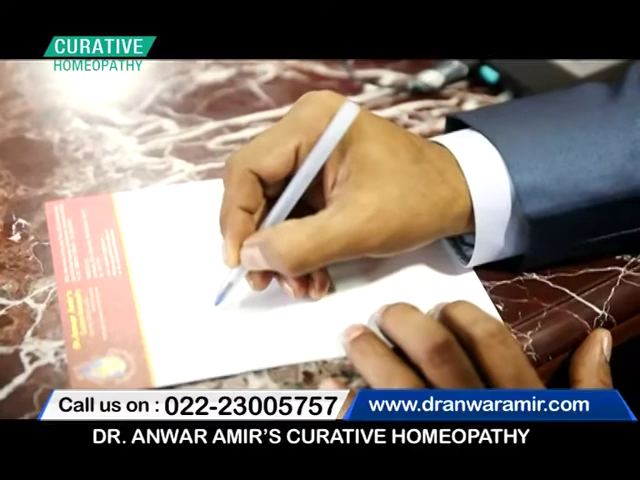 CURATIVE
HOMEOPATHY
Call us on : 022-23005757
www.dranwaramir.com
DR. ANWAR AMIR'S CURATIVE HOMEOPATHY